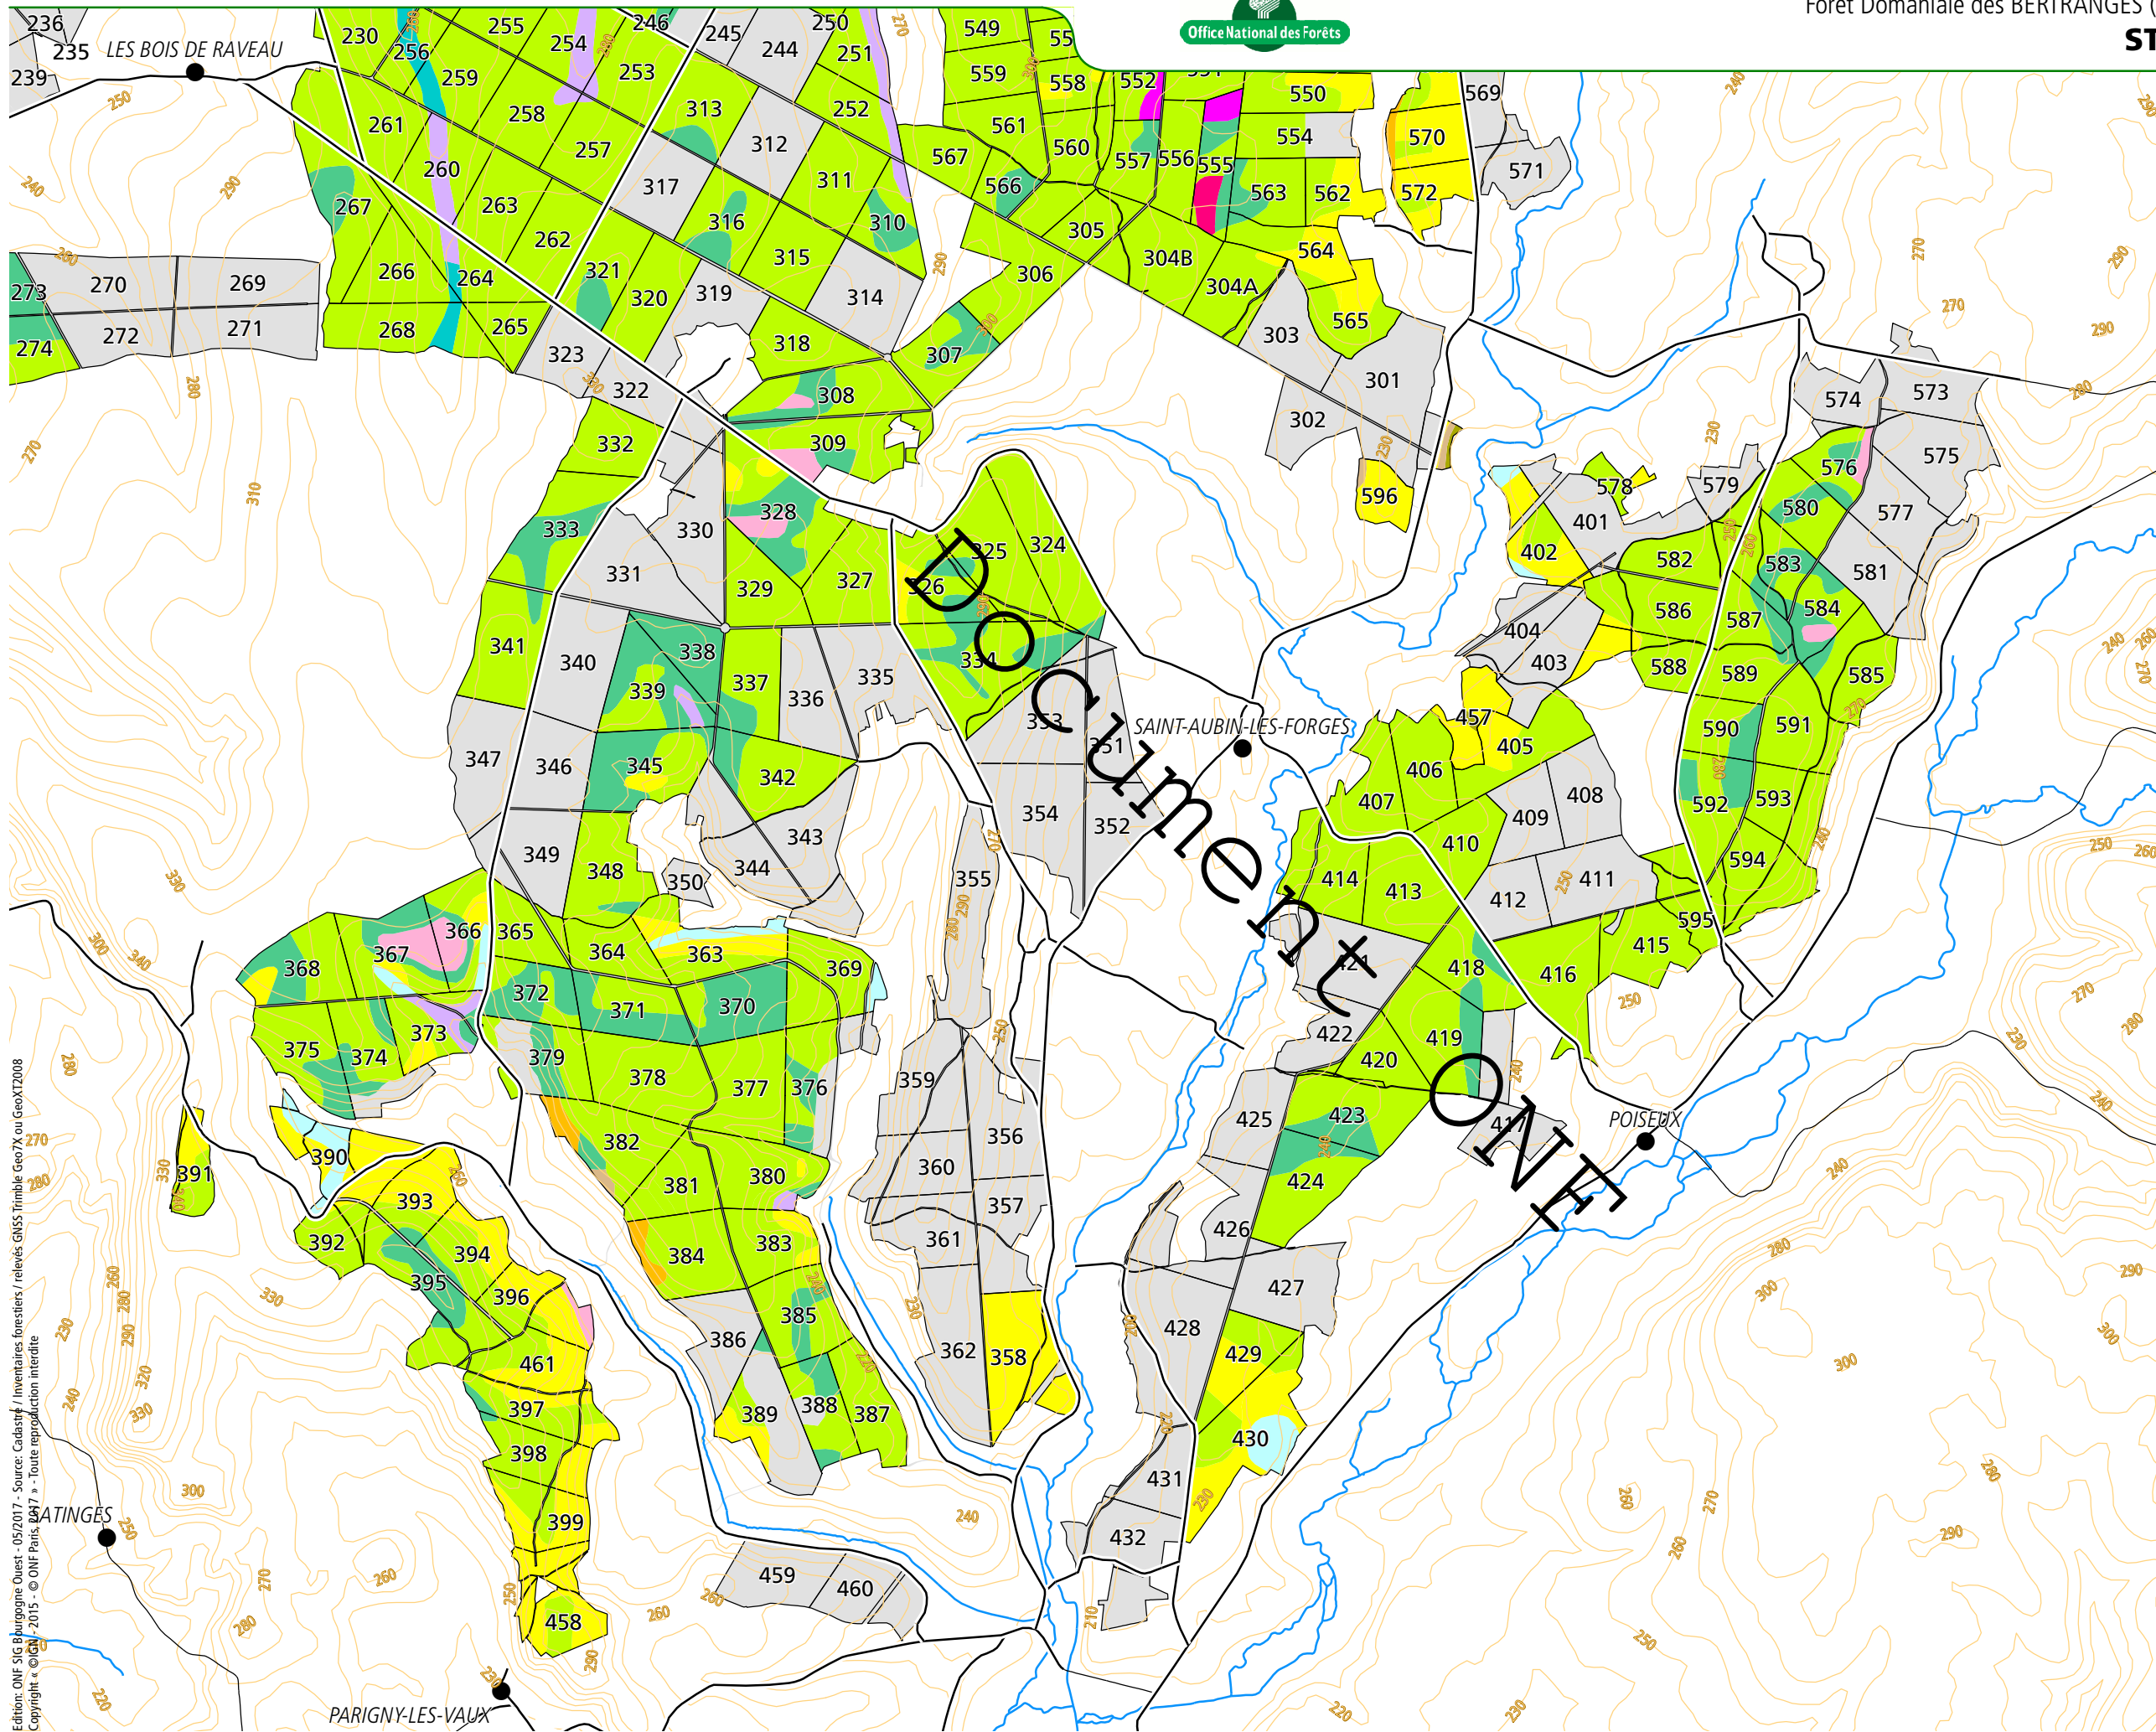 Forêt Domaniale des BERTRANGES (
ST
Office National des Forêts
LES BOIS DE RAVEAU
SAINT-AUBIN-LES-FORGES
POISEUX
SATINGES
PARIGNY-LES-VAUX
Document ONF
Edition: ONF SIG Bourgogne Ouest - 05/2017 - Source: Cadastre / Inventaires forestiers / relevés GNSS Trimble Geo7X ou GeoXT2008
Copyright « ©IGN - 2015 - © ONF Paris, 2017 » - Toute reproduction interdite
236 235 239 230 256 255 254 246 245 244 250 251
259 253 258 261 257 260 313 312 252 317 311
267 263 262 316 310 266 264 321 320 319 315 314
273 270 269 274 272 271 268 265 323 322 318 308 309
549 559 558 552 550 569 561 560 554 570 571
567 566 557 556 555 563 562 572
305 304B 304A 306 307 564 565 303 301 302 596
332 333 330 331 328 329 327 326 325 324
341 340 338 339 337 336 335 334
347 346 345 342 343 344 349 348 350
353 351 354 352 355
574 573 576 575 578 579 580 577 401 402
582 583 581 586 587 584 404 403 588 589 585
457 405 406 407 590 591 592 593 408 409 410
414 413 412 411 594 595 415 416 418 421
422 419 420 417 425 423 424 426 427
428 429 430 431 432
366 365 367 368 364 363 369 372 371 370
373 374 375 379 378 377 376 382 381 380
384 383 385 386 389 388 387
359 356 360 357 361 362 358
391 390 393 392 394 395 396 461 397 398 399 458
459 460